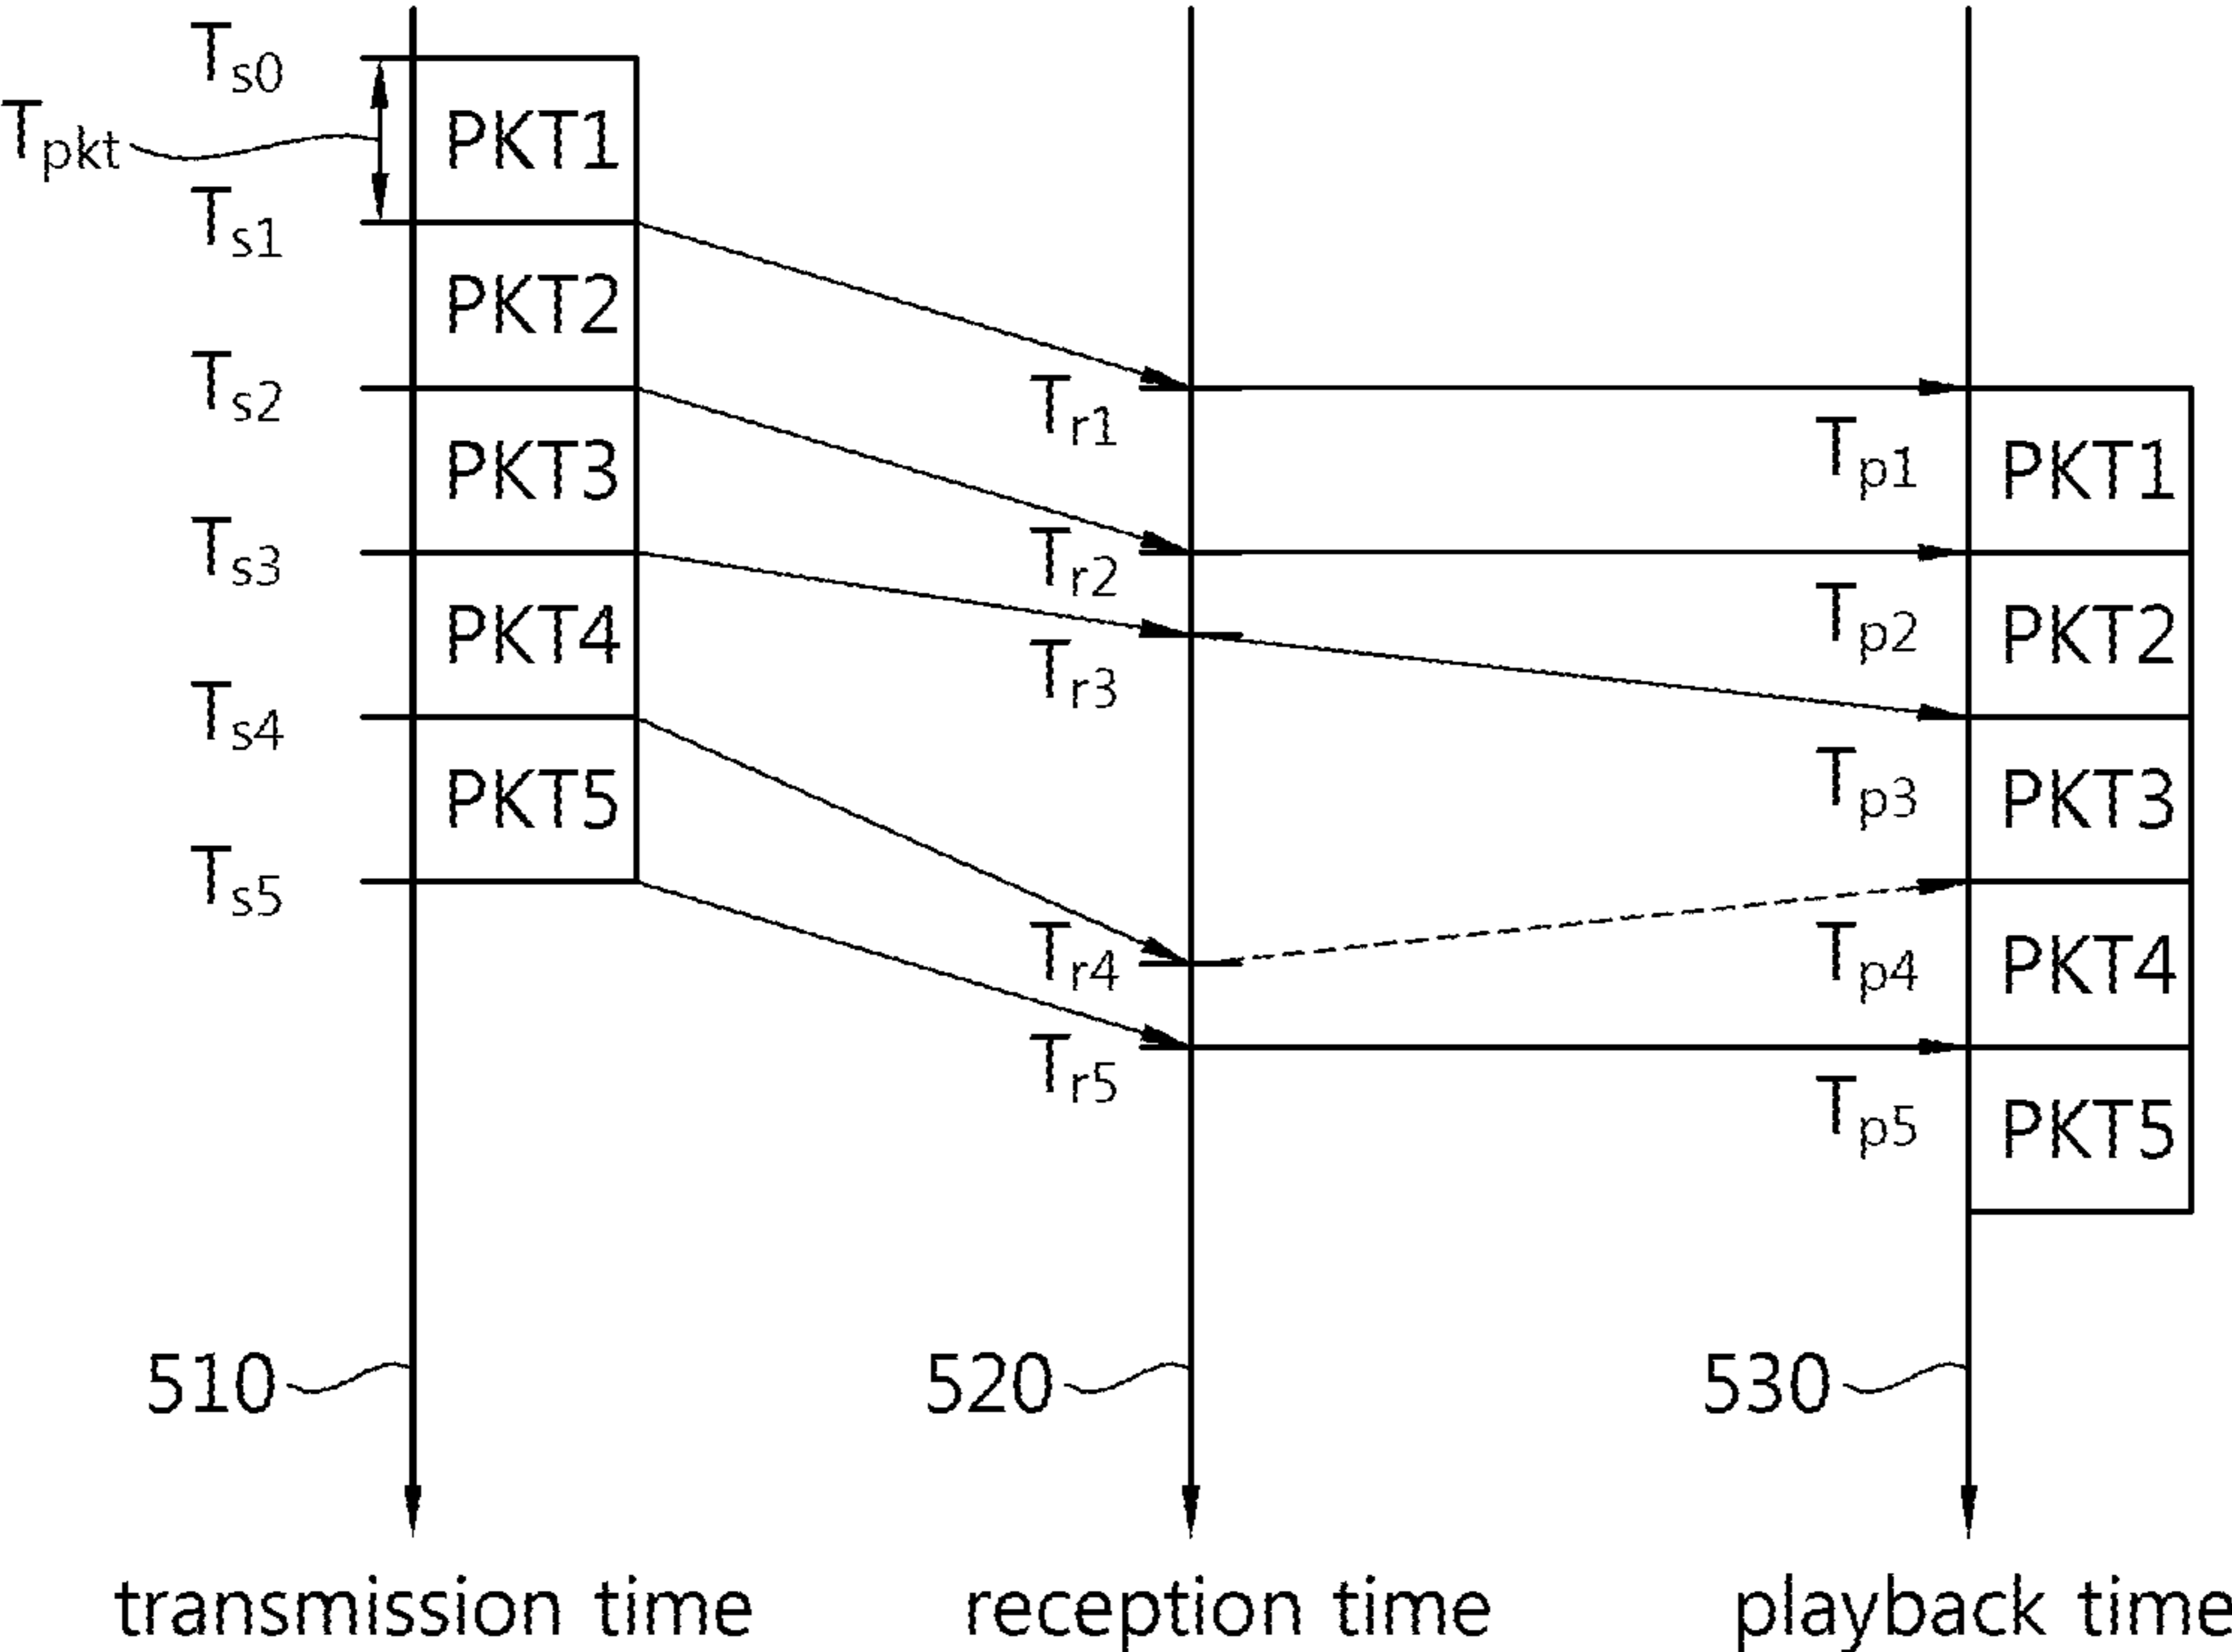 Ts0
Tpkt
PKT1
Ts1
PKT2
Ts2
Tr1
Tp1
PKT3
PKT1
Ts3
Tr2
PKT4
Tp2
PKT2
Tr3
Ts4
PKT5
Tp3
PKT3
Ts5
Tr4
Tp4
PKT4
Tr5
Tp5
PKT5
510
520
530
transmission time
reception time
playback time